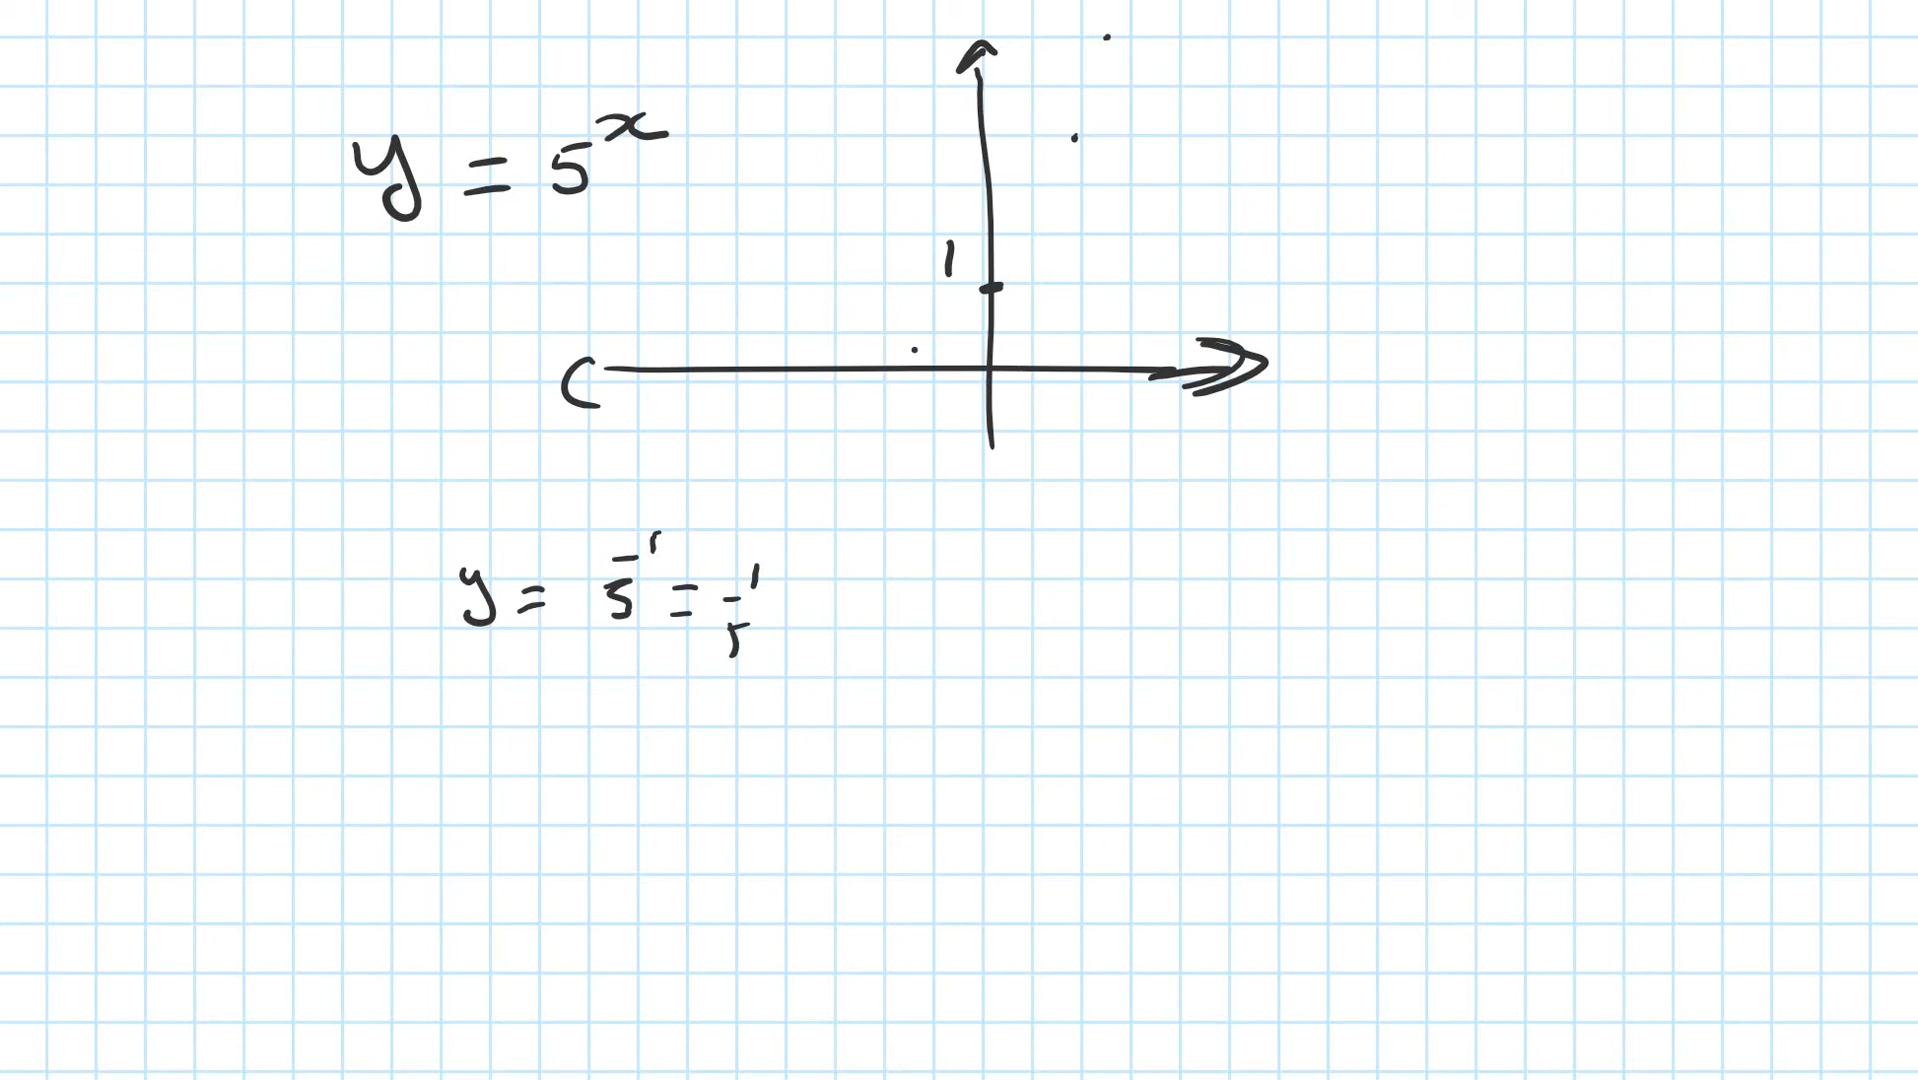 y = 5^x
1
y = 5^-1 = 1/5